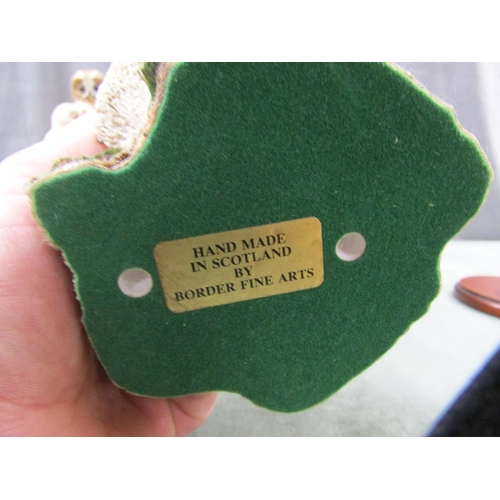 HAND MADE
IN SCOTLAND
BY
BORDER FINE ARTS